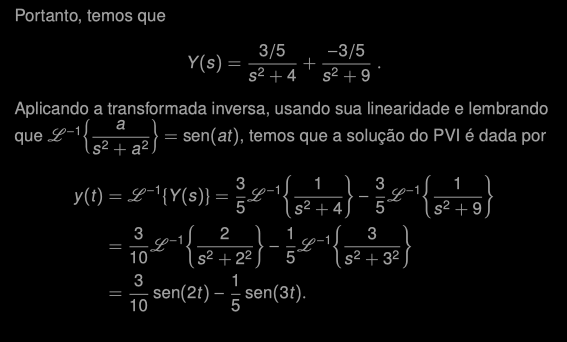 Portanto, temos que
Y(s) = \frac{3/5}{s^2 + 4} + \frac{-3/5}{s^2 + 9} .
Aplicando a transformada inversa, usando sua linearidade e lembrando
que \mathscr{L}^{-1}\left\{\frac{a}{s^2 + a^2}\right\} = sen(at), temos que a solução do PVI é dada por
y(t) = \mathscr{L}^{-1}\{Y(s)\} = \frac{3}{5}\mathscr{L}^{-1}\left\{\frac{1}{s^2 + 4}\right\} - \frac{3}{5}\mathscr{L}^{-1}\left\{\frac{1}{s^2 + 9}\right\}
= \frac{3}{10}\mathscr{L}^{-1}\left\{\frac{2}{s^2 + 2^2}\right\} - \frac{1}{5}\mathscr{L}^{-1}\left\{\frac{3}{s^2 + 3^2}\right\}
= \frac{3}{10} sen(2t) - \frac{1}{5} sen(3t).